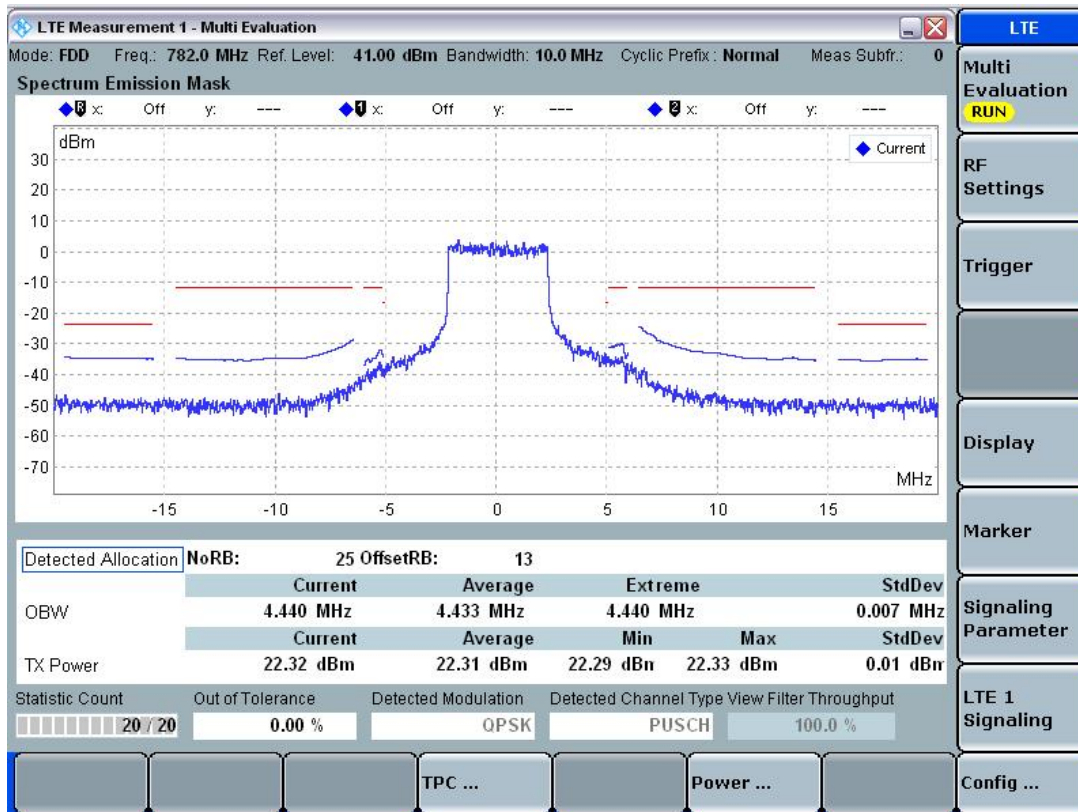 LTE Measurement 1 - Multi Evaluation
LTE
Mode: FDD Freq.: 782.0 MHz Ref. Level: 41.00 dBm Bandwidth: 10.0 MHz Cyclic Prefix: Normal Meas Subfr.: 0
Spectrum Emission Mask
R x: Off y: --- 1 x: Off y: --- 2 x: Off y: ---
dBm
Current
30
20
10
0
-10
-20
-30
-40
-50
-60
-70
MHz
-15 -10 -5 0 5 10 15
Detected Allocation NoRB: 25 OffsetRB: 13
Current Average Extreme StdDev
OBW 4.440 MHz 4.433 MHz 4.440 MHz 0.007 MHz
Current Average Min Max StdDev
TX Power 22.32 dBm 22.31 dBm 22.29 dBm 22.33 dBm 0.01 dBm
Statistic Count Out of Tolerance Detected Modulation Detected Channel Type View Filter Throughput
20 / 20 0.00 % QPSK PUSCH 100.0 %
Multi
Evaluation
RUN
RF
Settings
Trigger
Display
Marker
Signaling
Parameter
LTE 1
Signaling
TPC ... Power ... Config ...